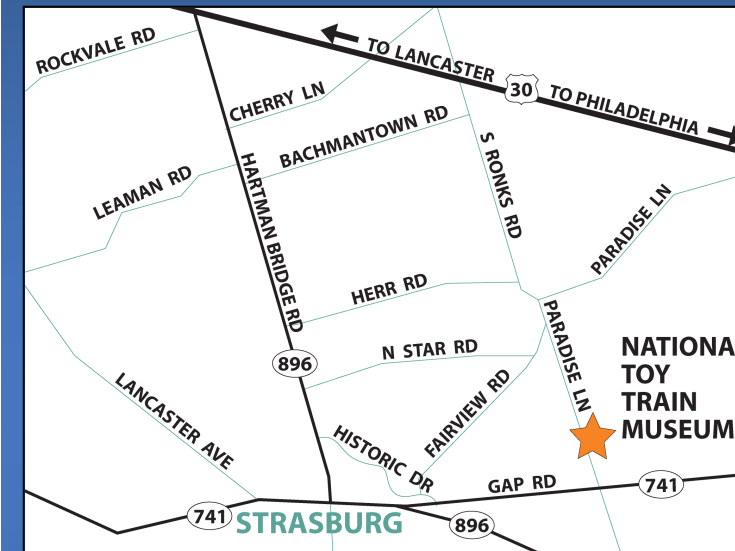 ROCKVALE RD
TO LANCASTER
30
TO PHILADELPHIA
CHERRY LN
BACHMANTOWN RD
S RONKS RD
LEAMAN RD
HARTMAN BRIDGE RD
PARADISE LN
HERR RD
PARADISE LN
N STAR RD
896
NATIONA
TOY
TRAIN
MUSEUM
LANCASTER AVE
FAIRVIEW RD
HISTORIC DR
GAP RD
741
741
STRASBURG
896